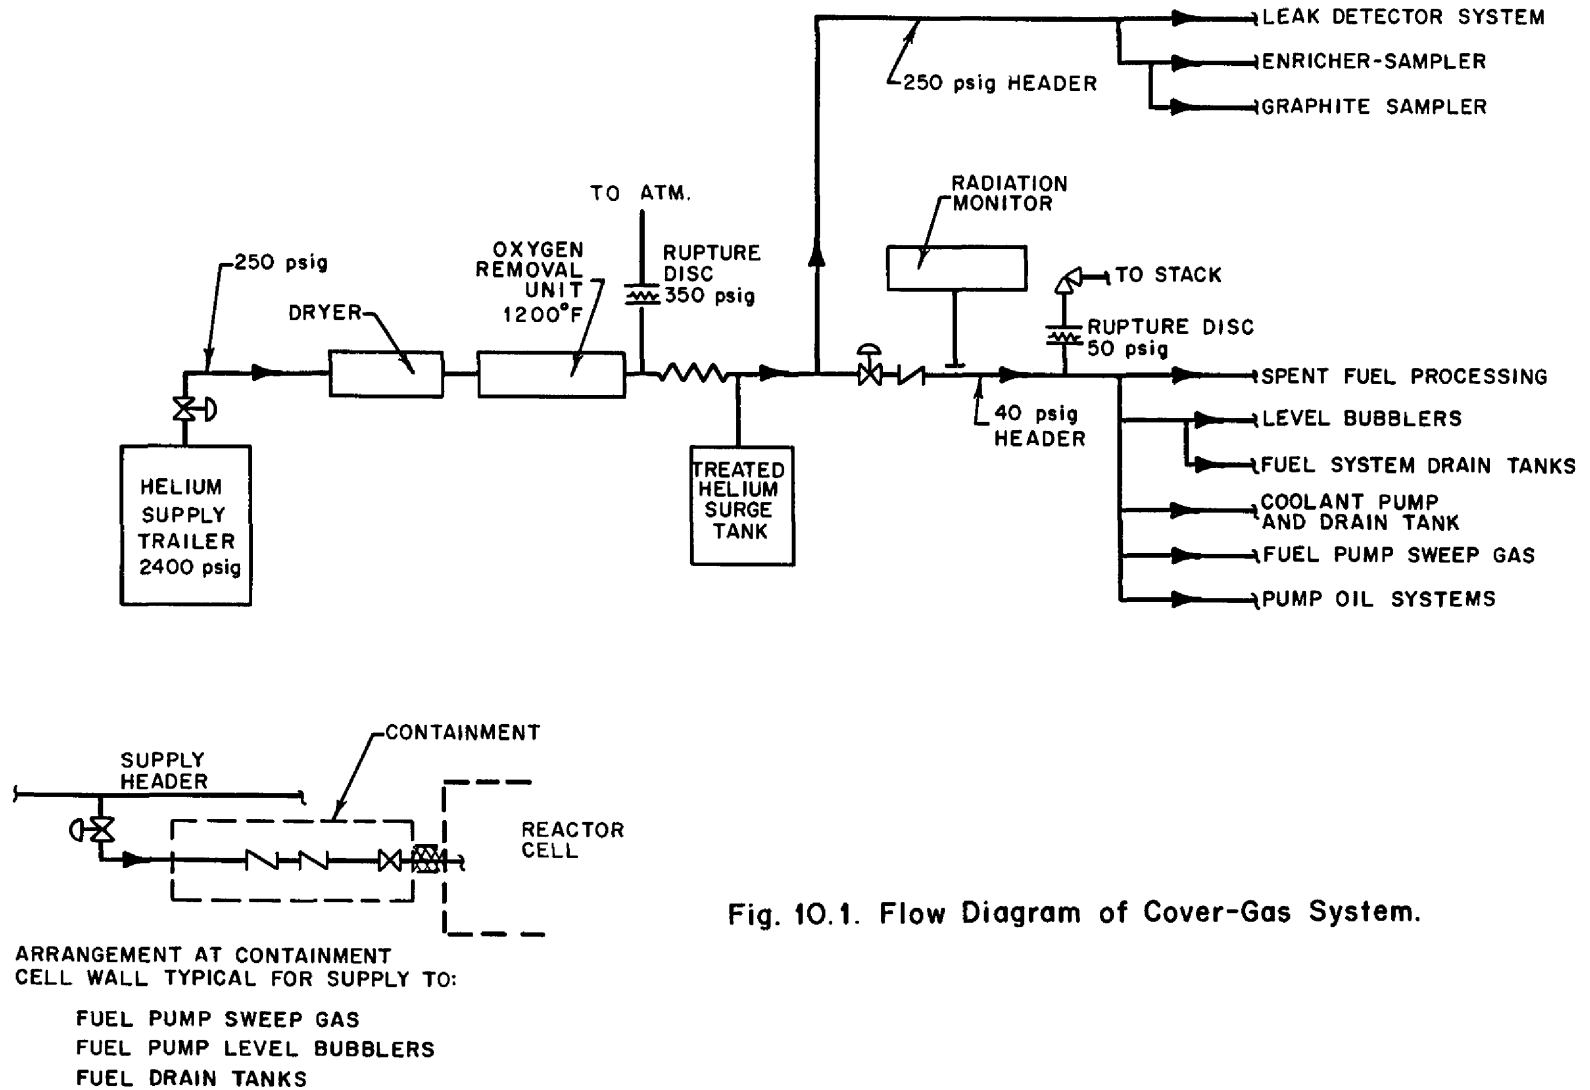 LEAK DETECTOR SYSTEM
ENRICHER-SAMPLER
250 psig HEADER
GRAPHITE SAMPLER
TO ATM.
RADIATION
MONITOR
250 psig
OXYGEN
REMOVAL
UNIT
1200°F
RUPTURE
DISC
350 psig
DRYER
TO STACK
RUPTURE DISC
50 psig
SPENT FUEL PROCESSING
40 psig
HEADER
LEVEL BUBBLERS
FUEL SYSTEM DRAIN TANKS
COOLANT PUMP
AND DRAIN TANK
FUEL PUMP SWEEP GAS
PUMP OIL SYSTEMS
HELIUM
SUPPLY
TRAILER
2400 psig
TREATED
HELIUM
SURGE
TANK
CONTAINMENT
SUPPLY
HEADER
REACTOR
CELL
Fig. 10.1. Flow Diagram of Cover-Gas System.
ARRANGEMENT AT CONTAINMENT
CELL WALL TYPICAL FOR SUPPLY TO:
FUEL PUMP SWEEP GAS
FUEL PUMP LEVEL BUBBLERS
FUEL DRAIN TANKS